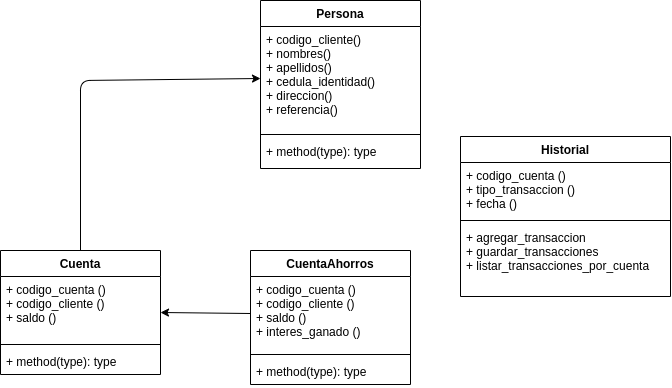 Persona
+ codigo_cliente()
+ nombres()
+ apellidos()
+ cedula_identidad()
+ direccion()
+ referencia()
+ method(type): type
Historial
+ codigo_cuenta ()
+ tipo_transaccion ()
+ fecha ()
+ agregar_transaccion
+ guardar_transacciones
+ listar_transacciones_por_cuenta
Cuenta
+ codigo_cuenta ()
+ codigo_cliente ()
+ saldo ()
+ method(type): type
CuentaAhorros
+ codigo_cuenta ()
+ codigo_cliente ()
+ saldo ()
+ interes_ganado ()
+ method(type): type